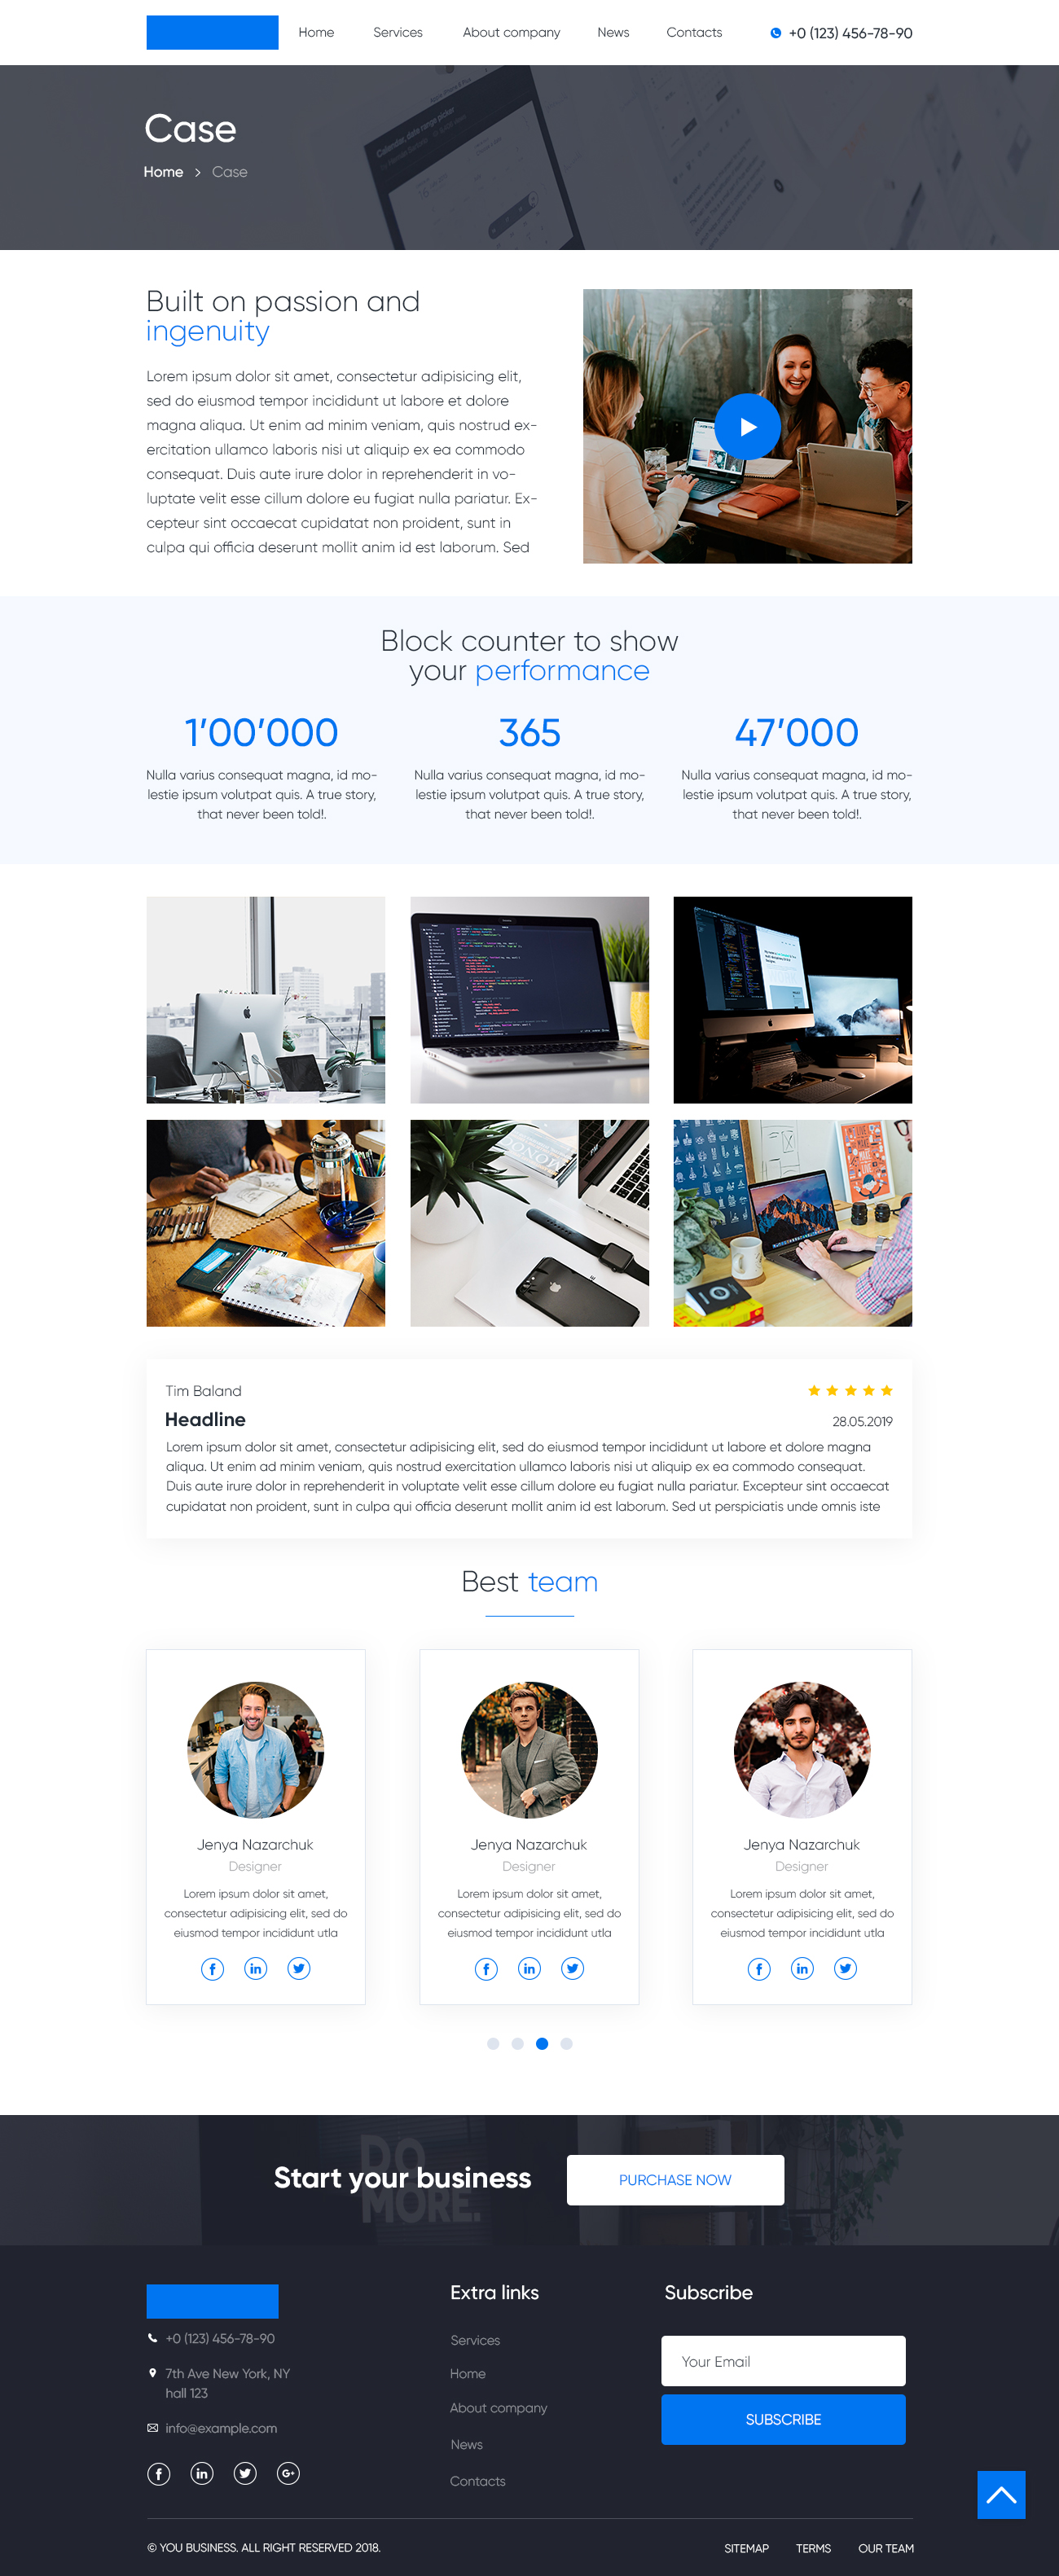 Home Services About company News Contacts +0 (123) 456-78-90
Case
Home > Case
Built on passion and
ingenuity
Lorem ipsum dolor sit amet, consectetur adipisicing elit,
sed do eiusmod tempor incididunt ut labore et dolore
magna aliqua. Ut enim ad minim veniam, quis nostrud ex-
ercitation ullamco laboris nisi ut aliquip ex ea commodo
consequat. Duis aute irure dolor in reprehenderit in vo-
luptate velit esse cillum dolore eu fugiat nulla pariatur. Ex-
cepteur sint occaecat cupidatat non proident, sunt in
culpa qui officia deserunt mollit anim id est laborum. Sed
Block counter to show
your performance
1’00’000
Nulla varius consequat magna, id mo-
lestie ipsum volutpat quis. A true story,
that never been told!.
365
Nulla varius consequat magna, id mo-
lestie ipsum volutpat quis. A true story,
that never been told!.
47’000
Nulla varius consequat magna, id mo-
lestie ipsum volutpat quis. A true story,
that never been told!.
Tim Baland
Headline
28.05.2019
Lorem ipsum dolor sit amet, consectetur adipisicing elit, sed do eiusmod tempor incididunt ut labore et dolore magna
aliqua. Ut enim ad minim veniam, quis nostrud exercitation ullamco laboris nisi ut aliquip ex ea commodo consequat.
Duis aute irure dolor in reprehenderit in voluptate velit esse cillum dolore eu fugiat nulla pariatur. Excepteur sint occaecat
cupidatat non proident, sunt in culpa qui officia deserunt mollit anim id est laborum. Sed ut perspiciatis unde omnis iste
Best team
Jenya Nazarchuk
Designer
Lorem ipsum dolor sit amet,
consectetur adipisicing elit, sed do
eiusmod tempor incididunt utla
Jenya Nazarchuk
Designer
Lorem ipsum dolor sit amet,
consectetur adipisicing elit, sed do
eiusmod tempor incididunt utla
Jenya Nazarchuk
Designer
Lorem ipsum dolor sit amet,
consectetur adipisicing elit, sed do
eiusmod tempor incididunt utla
DO
MORE.
Start your business
PURCHASE NOW
+0 (123) 456-78-90
7th Ave New York, NY
hall 123
info@example.com
Extra links
Services
Home
About company
News
Contacts
Subscribe
Your Email
SUBSCRIBE
© YOU BUSINESS. ALL RIGHT RESERVED 2018.
SITEMAP TERMS OUR TEAM